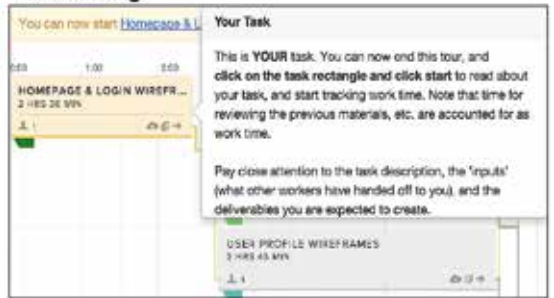 You can now start Homepage & L
Your Task
This is YOUR task. You can now end this tour, and
click on the task rectangle and click start to read about
your task, and start tracking work time. Note that time for
reviewing the previous materials, etc. are accounted for as
work time.
Pay close attention to the task description, the "inputs"
(what other workers have handed off to you), and the
deliverables you are expected to create.
1:00
HOMEPAGE & LOGIN WIREFR...
2 HRS 30 MIN
1
USER PROFILE WIREFRAMES
2 HRS 45 MIN